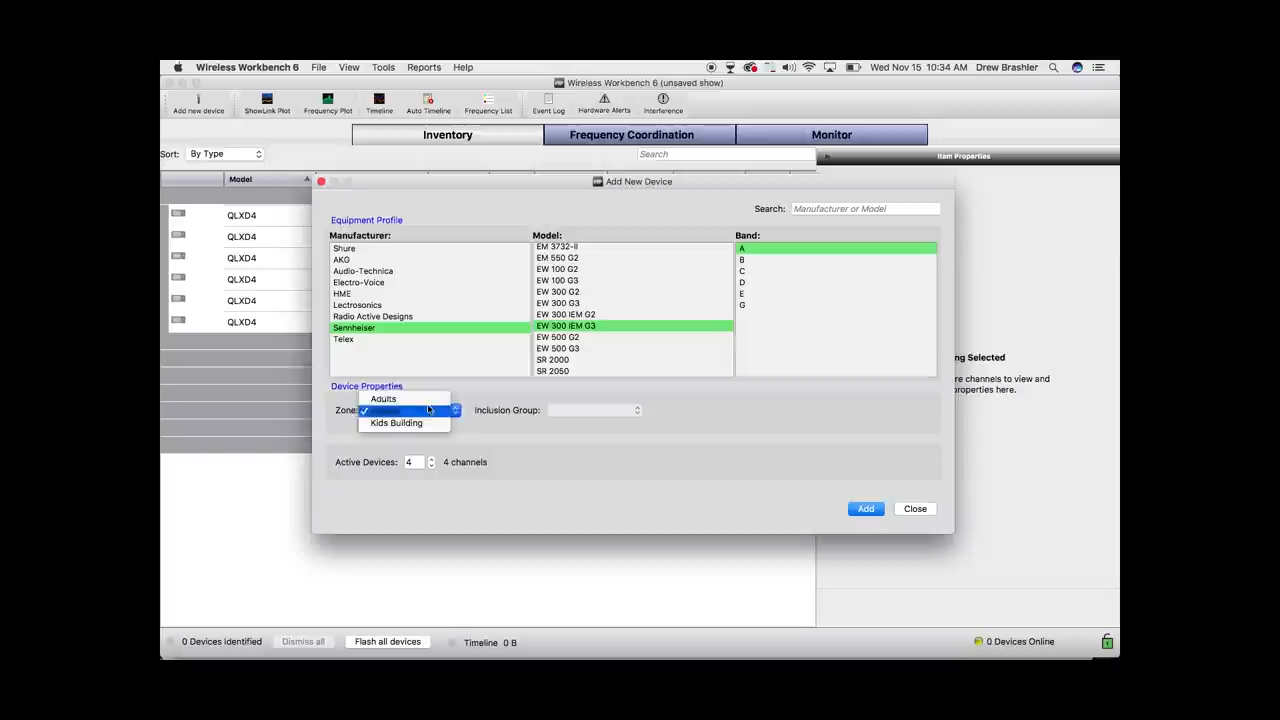 Wireless Workbench 6 File View Tools Reports Help Wed Nov 15 10:34 AM Drew Brashler
Wireless Workbench 6 (unsaved show)
Add new device ShowLink Plot Frequency Plot Timeline Auto Timeline Frequency List Event Log Hardware Alerts Interference
Inventory Frequency Coordination Monitor
Sort: By Type Search Item Properties
Model
Add New Device
Search: Manufacturer or Model
Equipment Profile
Manufacturer: Model: Band:
Shure
AKG
Audio-Technica
Electro-Voice
HME
Lectrosonics
Radio Active Designs
Sennheiser
Telex
EM 3732-II
EM 550 G2
EW 100 G2
EW 100 G3
EW 300 G2
EW 300 G3
EW 300 IEM G2
EW 300 IEM G3
EW 500 G2
EW 500 G3
SR 2000
SR 2050
A
B
C
D
E
G
QLXD4
QLXD4
QLXD4
QLXD4
QLXD4
QLXD4
Device Properties
Zone: Inclusion Group:
Adults
Kids Building
Active Devices: 4 4 channels
Add Close
ng Selected
re channels to view and
properties here.
0 Devices Identified Dismiss all Flash all devices Timeline 0 B 0 Devices Online